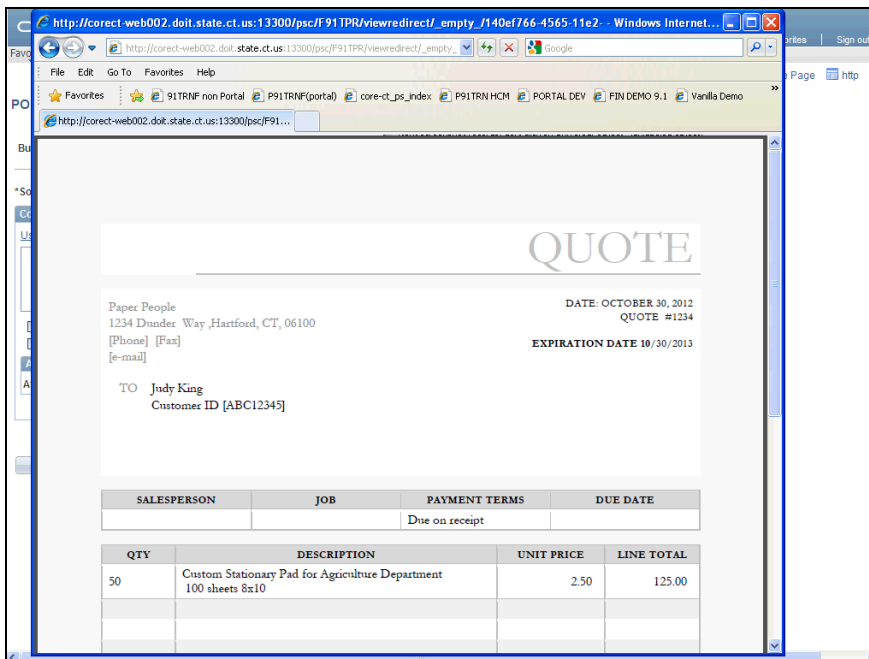 http://corect-web002.doit.state.ct.us:13300/psc/F91TPR/viewredirect/_empty_/140ef766-4565-11e2- - Windows Internet...
http://corect-web002.doit.state.ct.us:13300/psc/F91TPR/viewredirect/_empty_
Google
Sign out
Favo
File Edit Go To Favorites Help
e Page http
Favorites 91TRNF non Portal P91TRNF(portal) core-ct_ps_index P91TRN HCM PORTAL DEV FIN DEMO 9.1 Vanilla Demo
PO
http://corect-web002.doit.state.ct.us:13300/psc/F91...
Bu
*So
Co
Us
QUOTE
Paper People
1234 Dunder Way ,Hartford, CT, 06100
[Phone] [Fax]
[e-mail]
DATE: OCTOBER 30, 2012
QUOTE #1234
EXPIRATION DATE 10/30/2013
TO Judy King
Customer ID [ABC12345]
SALESPERSON JOB PAYMENT TERMS DUE DATE
Due on receipt
QTY DESCRIPTION UNIT PRICE LINE TOTAL
50 Custom Stationary Pad for Agriculture Department 2.50 125.00
100 sheets 8x10